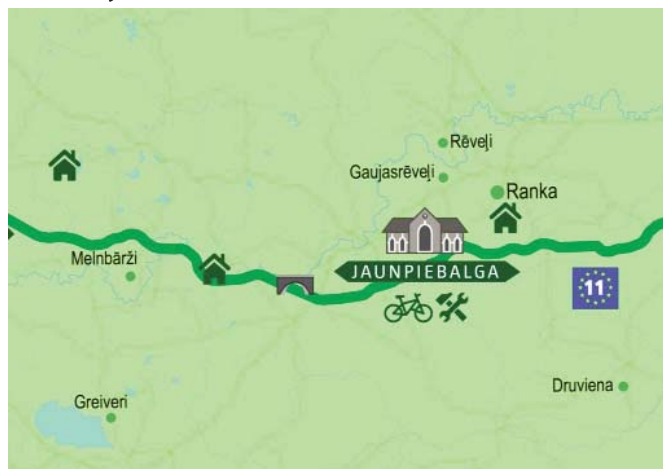 Rēveļi
Gaujasrēveļi
Ranka
JAUNPIEBALGA
Melnbārži
11
Druviena
Greiveri